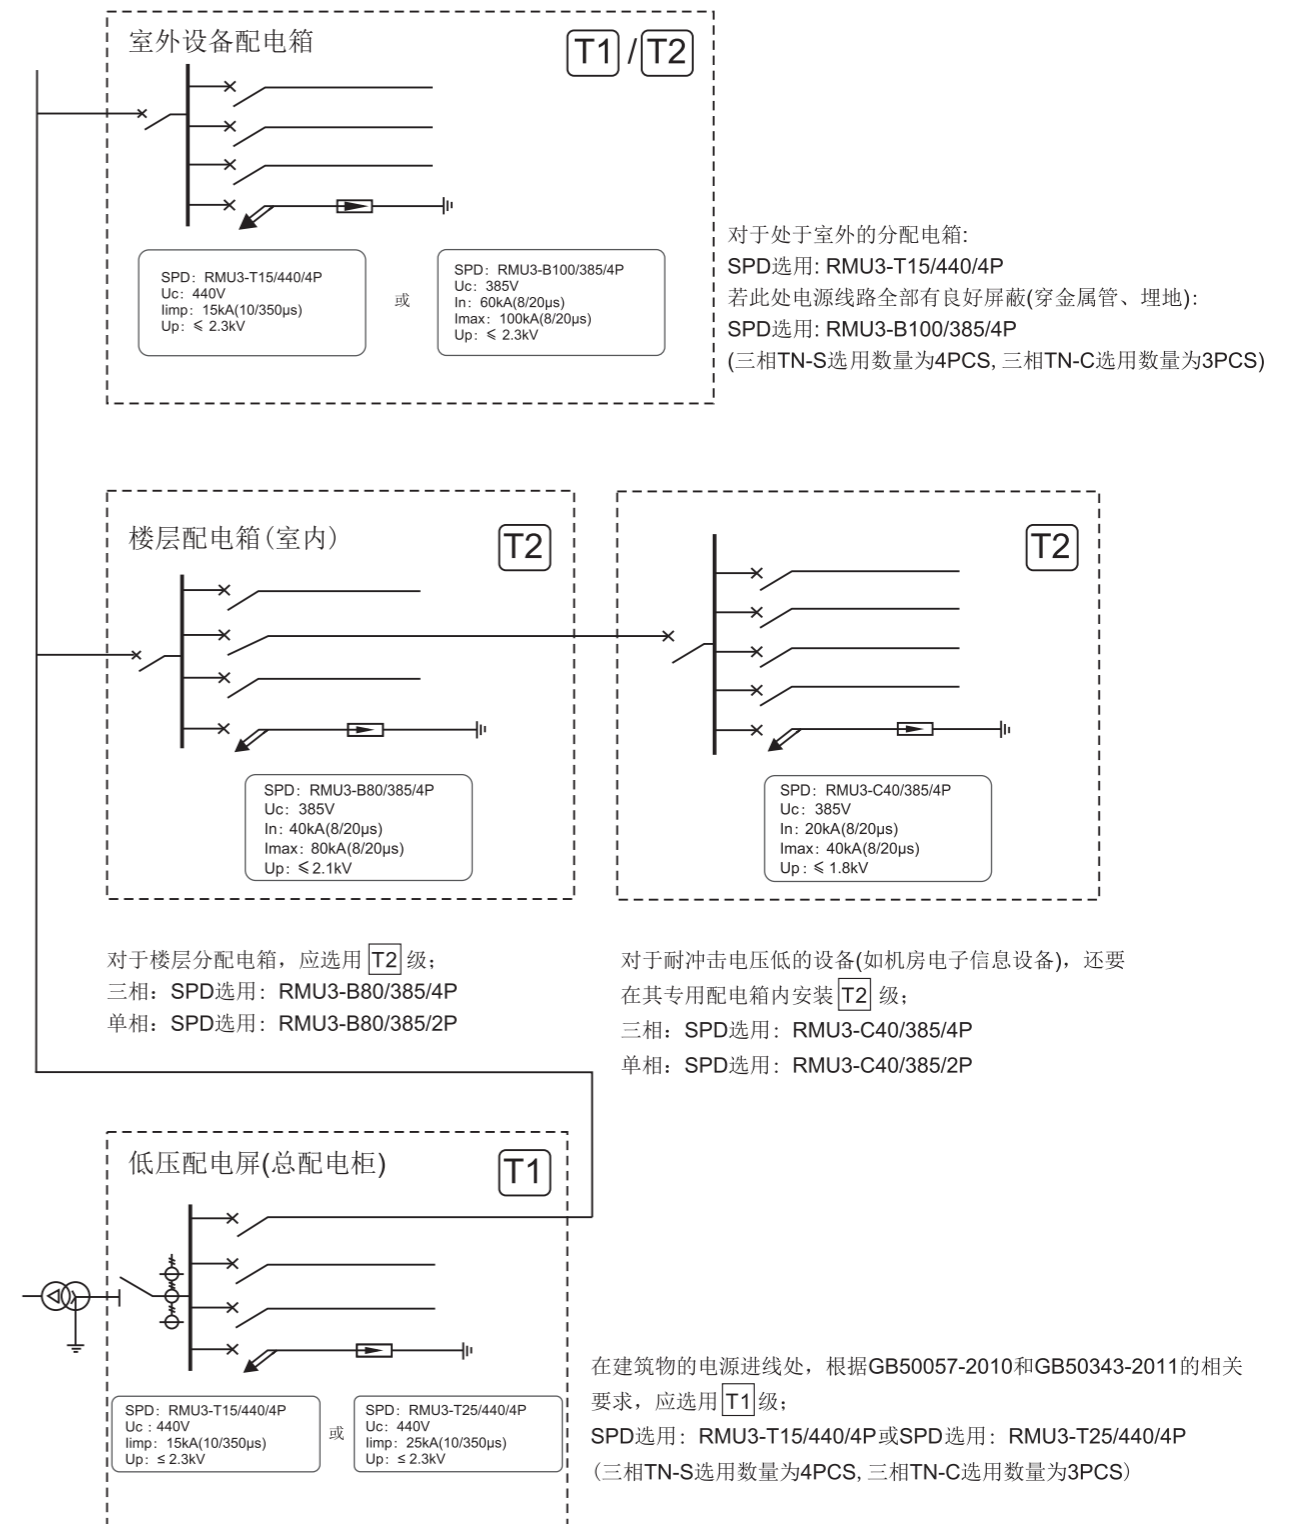 室外设备配电箱
T1 / T2
SPD: RMU3-T15/440/4P
Uc: 440V
Iimp: 15kA(10/350μs)
Up: ≤ 2.3kV
或
SPD: RMU3-B100/385/4P
Uc: 385V
In: 60kA(8/20μs)
Imax: 100kA(8/20μs)
Up: ≤ 2.3kV
对于处于室外的分配电箱:
SPD选用: RMU3-T15/440/4P
若此处电源线路全部有良好屏蔽(穿金属管、埋地):
SPD选用: RMU3-B100/385/4P
(三相TN-S选用数量为4PCS, 三相TN-C选用数量为3PCS)
楼层配电箱(室内)
T2
SPD: RMU3-B80/385/4P
Uc: 385V
In: 40kA(8/20μs)
Imax: 80kA(8/20μs)
Up: ≤2.1kV
T2
SPD: RMU3-C40/385/4P
Uc: 385V
In: 20kA(8/20μs)
Imax: 40kA(8/20μs)
Up: ≤ 1.8kV
对于楼层分配电箱，应选用 T2 级;
三相: SPD选用: RMU3-B80/385/4P
单相: SPD选用: RMU3-B80/385/2P
对于耐冲击电压低的设备(如机房电子信息设备)，还要
在其专用配电箱内安装 T2 级;
三相: SPD选用: RMU3-C40/385/4P
单相: SPD选用: RMU3-C40/385/2P
低压配电屏(总配电柜)
T1
SPD: RMU3-T15/440/4P
Uc : 440V
Iimp: 15kA(10/350μs)
Up: ≤ 2.3kV
或
SPD: RMU3-T25/440/4P
Uc: 440V
Iimp: 25kA(10/350μs)
Up: ≤ 2.3kV
在建筑物的电源进线处，根据GB50057-2010和GB50343-2011的相关
要求，应选用 T1 级;
SPD选用: RMU3-T15/440/4P或SPD选用: RMU3-T25/440/4P
(三相TN-S选用数量为4PCS, 三相TN-C选用数量为3PCS)